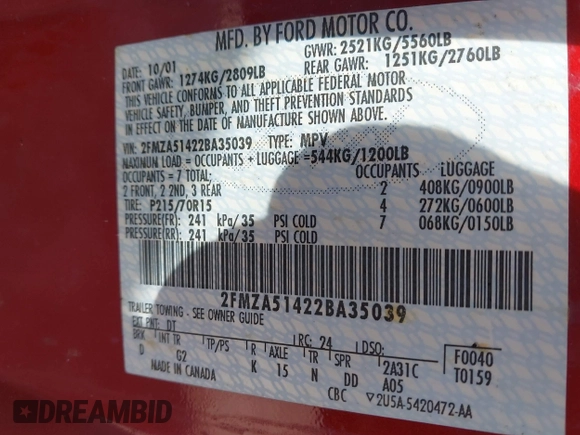 MFD. BY FORD MOTOR CO.
DATE: 10/01 GVWR: 2521KG/5560LB
FRONT GAWR: 1274KG/2809LB REAR GAWR: 1251KG/2760LB
THIS VEHICLE CONFORMS TO ALL APPLICABLE FEDERAL MOTOR
VEHICLE SAFETY, BUMPER, AND THEFT PREVENTION STANDARDS
IN EFFECT ON THE DATE OF MANUFACTURE SHOWN ABOVE.
VIN: 2FMZA51422BA35039 TYPE: MPV
MAXIMUM LOAD = OCCUPANTS + LUGGAGE = 544KG/1200LB
OCCUPANTS = 7 TOTAL: OCCUPANTS LUGGAGE
2 FRONT, 2 2ND, 3 REAR 2 408KG/0900LB
TIRE: P215/70R15 4 272KG/0600LB
PRESSURE(FR): 241 kPa/35 PSI COLD 7 068KG/0150LB
PRESSURE(RR): 241 kPa/35 PSI COLD
2FMZA51422BA35039
TRAILER TOWING - SEE OWNER GUIDE
EXT PNT: DT RC: 24 DSO: F0040
BRK INT TR TP/PS R AXLE TR SPR 2A31C T0159
D G2 K 15 N DD A05
MADE IN CANADA CBC 2U5A-5420472-AA
DREAMBID